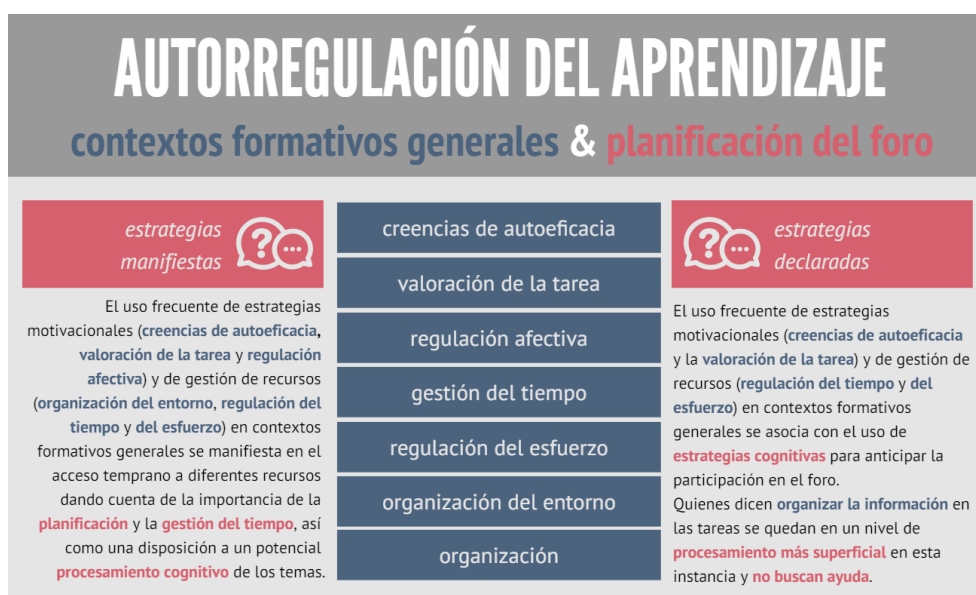 AUTORREGULACIÓN DEL APRENDIZAJE
contextos formativos generales & planificación del foro
estrategias
manifiestas
El uso frecuente de estrategias
motivacionales (creencias de autoeficacia,
valoración de la tarea y regulación
afectiva) y de gestión de recursos
(organización del entorno, regulación del
tiempo y del esfuerzo) en contextos
formativos generales se manifiesta en el
acceso temprano a diferentes recursos
dando cuenta de la importancia de la
planificación y la gestión del tiempo, así
como una disposición a un potencial
procesamiento cognitivo de los temas.
creencias de autoeficacia
valoración de la tarea
regulación afectiva
gestión del tiempo
regulación del esfuerzo
organización del entorno
organización
estrategias
declaradas
El uso frecuente de estrategias
motivacionales (creencias de autoeficacia
y la valoración de la tarea) y de gestión de
recursos (regulación del tiempo y del
esfuerzo) en contextos formativos
generales se asocia con el uso de
estrategias cognitivas para anticipar la
participación en el foro.
Quienes dicen organizar la información en
las tareas se quedan en un nivel de
procesamiento más superficial en esta
instancia y no buscan ayuda.